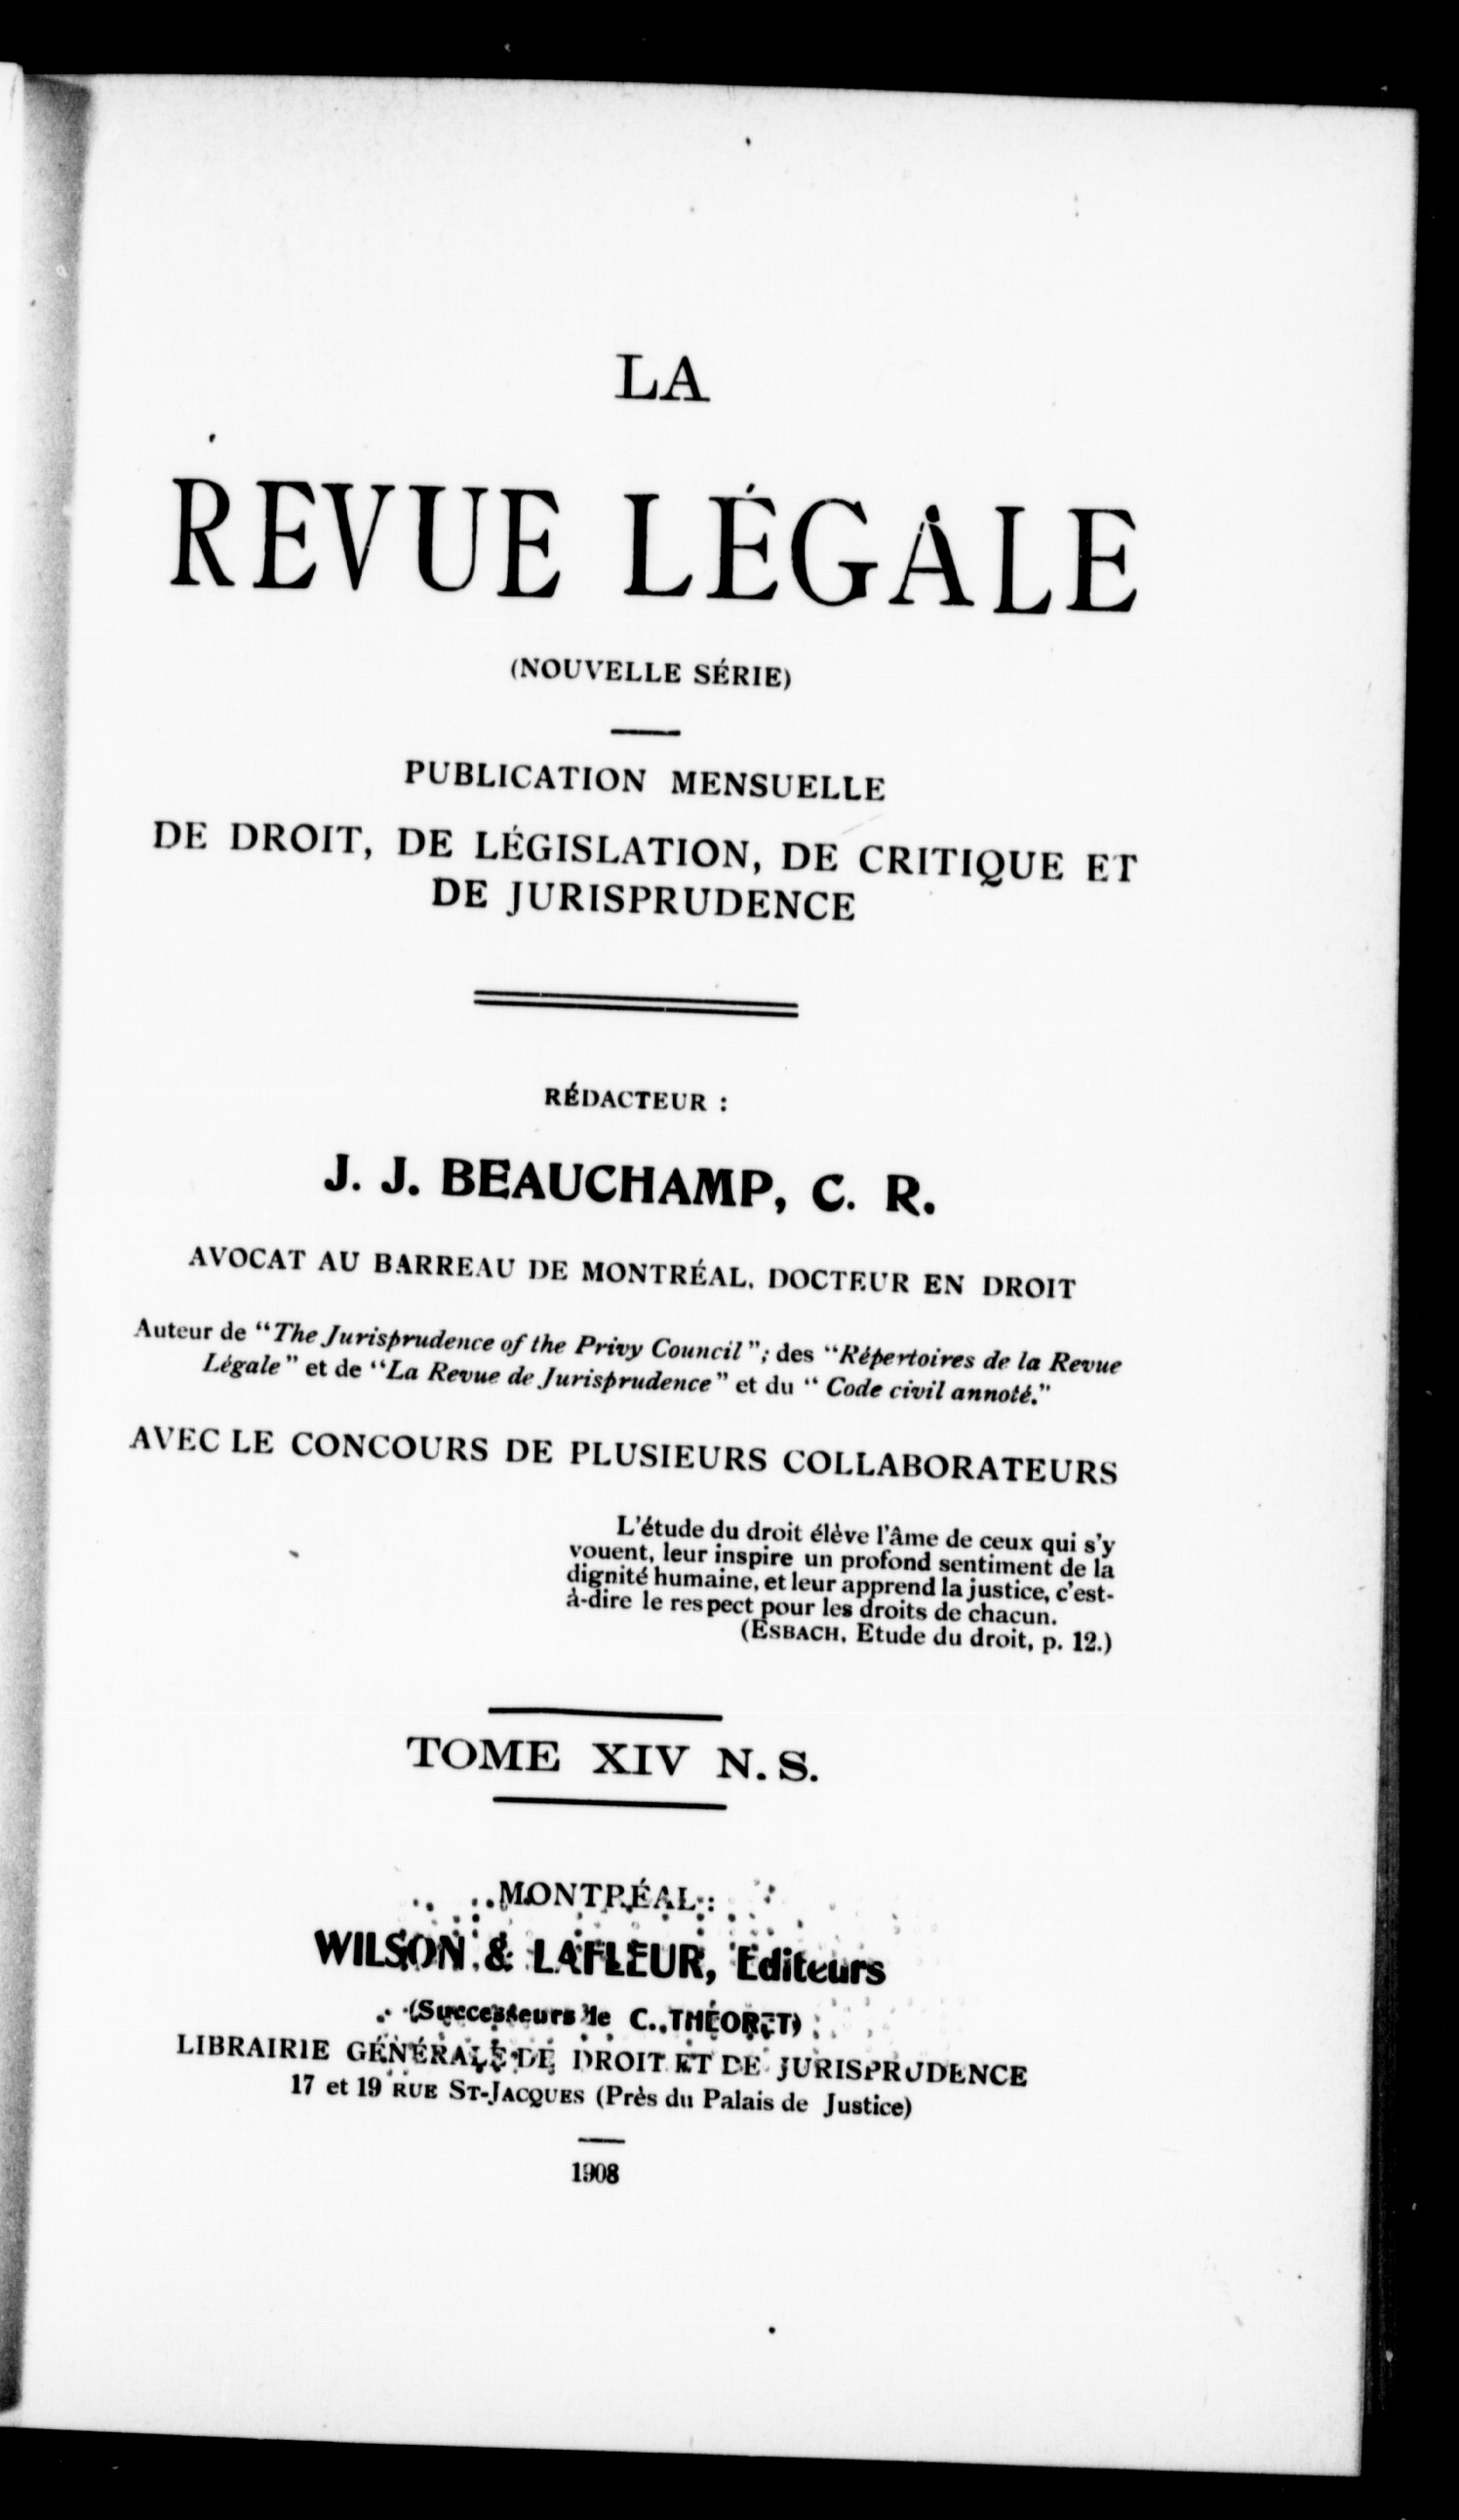 LA
REVUE LÉGALE
(NOUVELLE SÉRIE)
PUBLICATION MENSUELLE
DE DROIT, DE LÉGISLATION, DE CRITIQUE ET
DE JURISPRUDENCE
RÉDACTEUR :
J. J. BEAUCHAMP, C. R.
AVOCAT AU BARREAU DE MONTRÉAL, DOCTEUR EN DROIT
Auteur de "The Jurisprudence of the Privy Council"; des "Répertoires de la Revue
Légale" et de "La Revue de Jurisprudence" et du " Code civil annoté."
AVEC LE CONCOURS DE PLUSIEURS COLLABORATEURS
L'étude du droit élève l'âme de ceux qui s'y
vouent, leur inspire un profond sentiment de la
dignité humaine, et leur apprend la justice, c'est-
à-dire le respect pour les droits de chacun.
(ESBACH, Etude du droit, p. 12.)
TOME XIV N. S.
MONTRÉAL:
WILSON & LAFLEUR, Editeurs
(Successeurs de C. THÉORET)
LIBRAIRIE GÉNÉRALE DE DROIT ET DE JURISPRUDENCE
17 et 19 RUE ST-JACQUES (Près du Palais de Justice)
1908